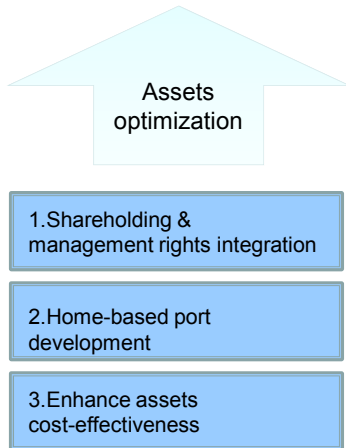 Assets
optimization
1.Shareholding &
management rights integration
2.Home-based port
development
3.Enhance assets
cost-effectiveness